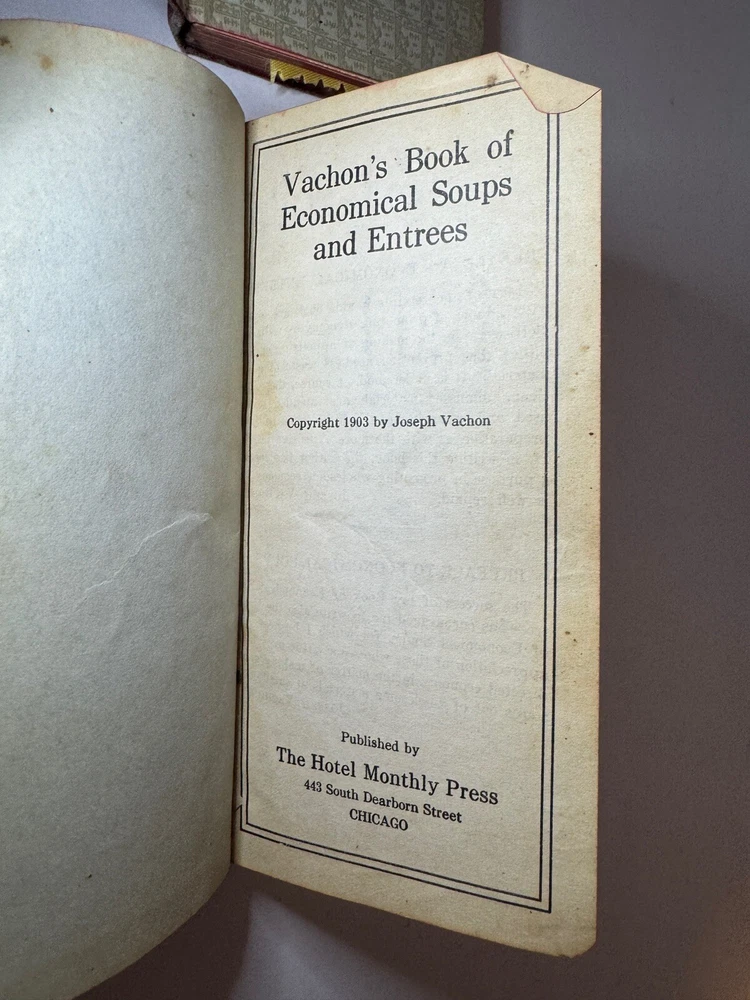 Vachon's Book of
Economical Soups
and Entrees
Copyright 1903 by Joseph Vachon
Published by
The Hotel Monthly Press
443 South Dearborn Street
CHICAGO